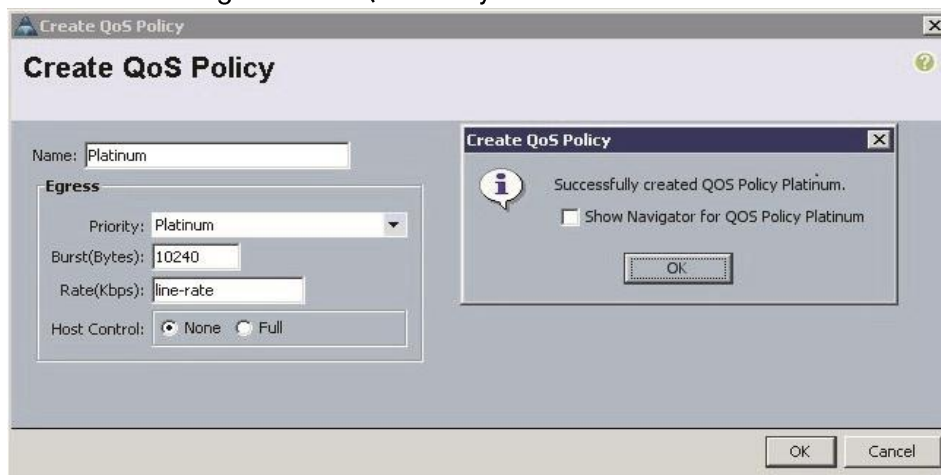 Create QoS Policy
Create QoS Policy
Name: Platinum
Egress
Priority: Platinum
Burst(Bytes): 10240
Rate(Kbps): line-rate
Host Control: None Full
Create QoS Policy
Successfully created QOS Policy Platinum.
Show Navigator for QOS Policy Platinum
OK
OK Cancel